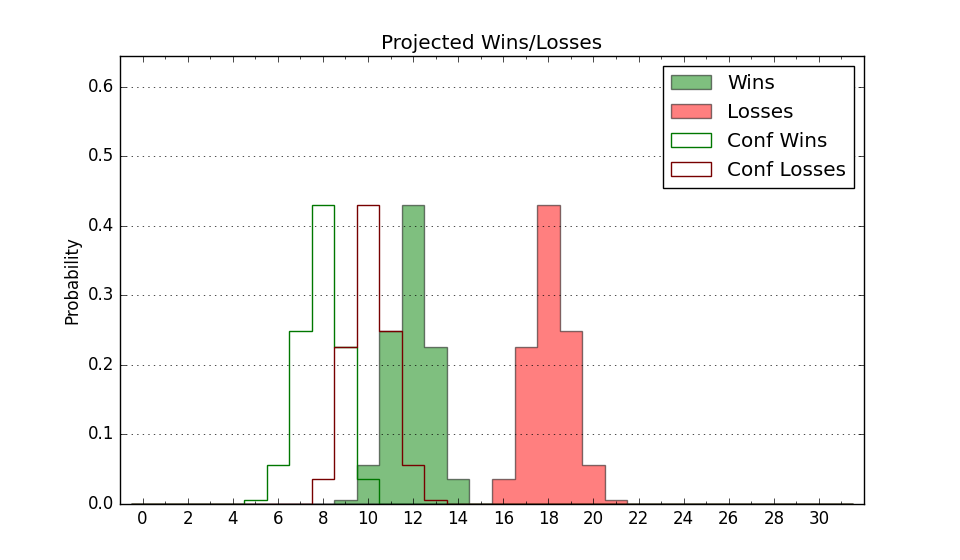 Projected Wins/Losses
Probability
0.6
0.5
0.4
0.3
0.2
0.1
0.0
Wins
Losses
Conf Wins
Conf Losses
0 2 4 6 8 10 12 14 16 18 20 22 24 26 28 30